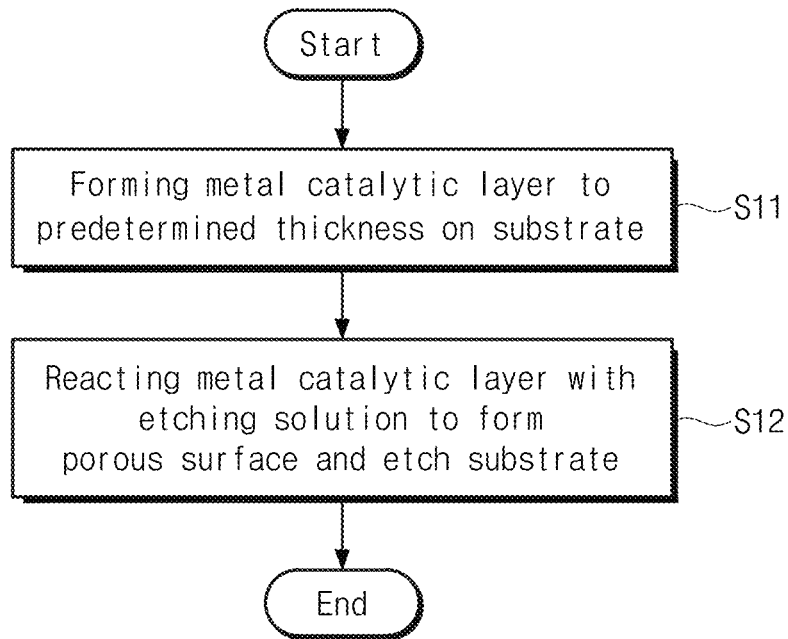 Start
Forming metal catalytic layer to
predetermined thickness on substrate
S11
Reacting metal catalytic layer with
etching solution to form
porous surface and etch substrate
S12
End